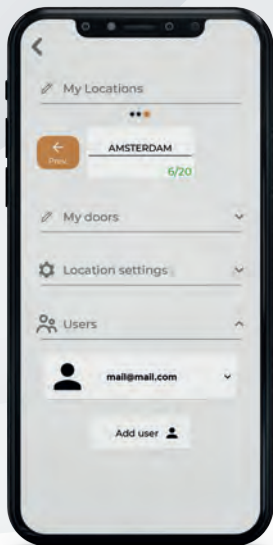 My Locations
Prev.
AMSTERDAM
6/20
My doors
Location settings
Users
mail@mail.com
Add user